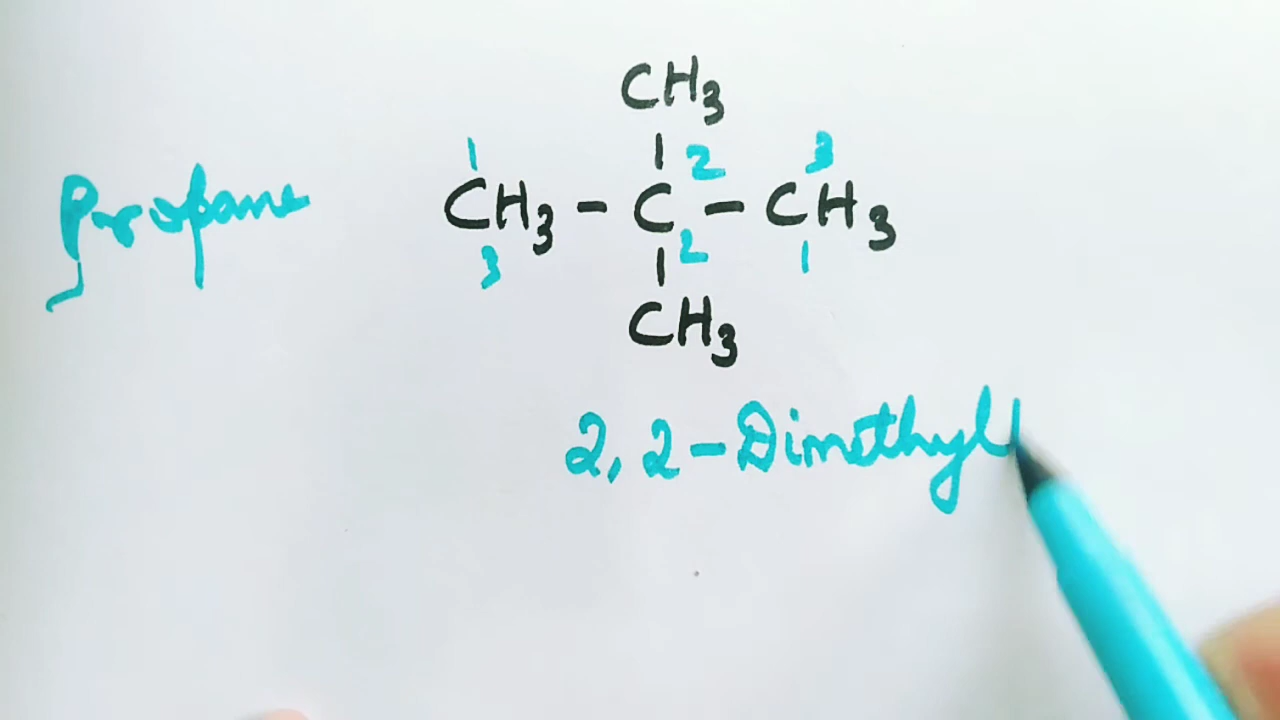 CH3
1 2 3
Propane CH3 - C - CH3
3 2 1
CH3
2, 2 - Dimethyl